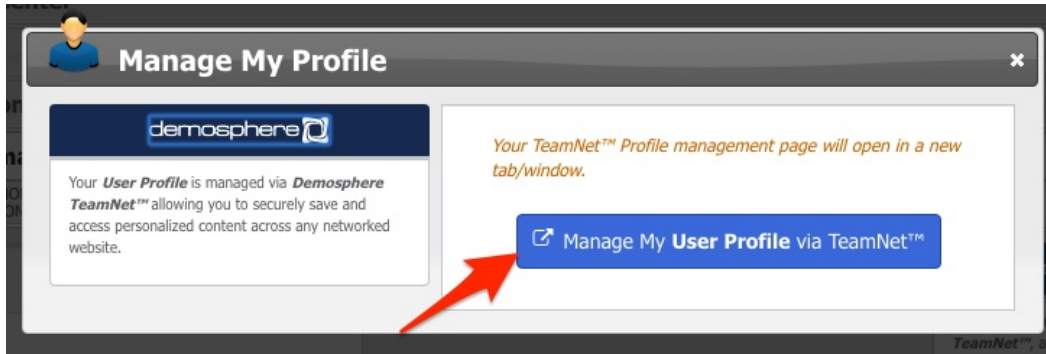 Manage My Profile
demosphere
Your User Profile is managed via Demosphere
TeamNet™ allowing you to securely save and
access personalized content across any networked
website.
Your TeamNet™ Profile management page will open in a new
tab/window.
Manage My User Profile via TeamNet™
TeamNet™, a